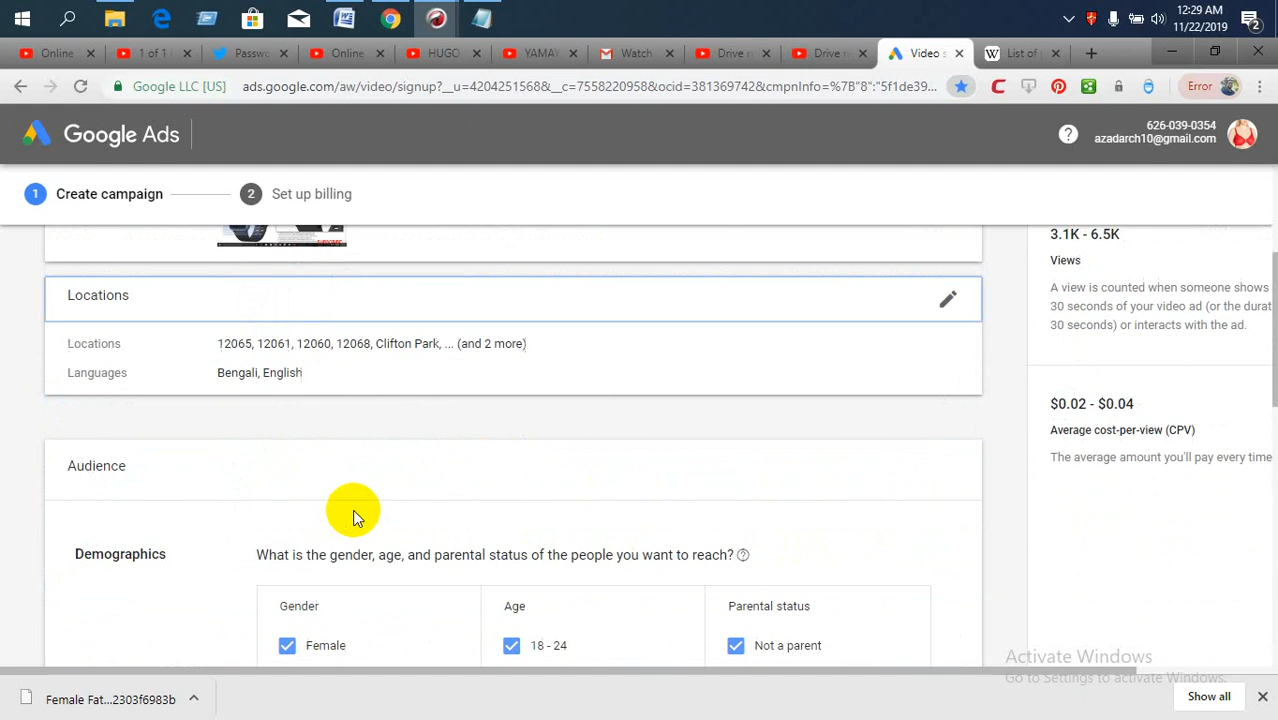 12:29 AM
11/22/2019
2
Online
1 of 1
Passwo
Online
HUGO
YAMAY
Watch
Drive r
Drive r
Video s
List of
Google LLC [US]
ads.google.com/aw/video/signup?__u=4204251568&__c=7558220958&ocid=381369742&cmpnInfo=%7B"8":"5f1de39...
Error
Google Ads
626-039-0354
azadarch10@gmail.com
1 Create campaign
2 Set up billing
3.1K - 6.5K
Views
A view is counted when someone shows
30 seconds of your video ad (or the durat
30 seconds) or interacts with the ad.
Locations
Locations 12065, 12061, 12060, 12068, Clifton Park, ... (and 2 more)
Languages Bengali, English
$0.02 - $0.04
Average cost-per-view (CPV)
The average amount you'll pay every time
Audience
Demographics
What is the gender, age, and parental status of the people you want to reach?
Gender Age Parental status
Female 18 - 24 Not a parent
Activate Windows
Go to Settings to activate Windows.
Female Fat...2303f6983b
Show all